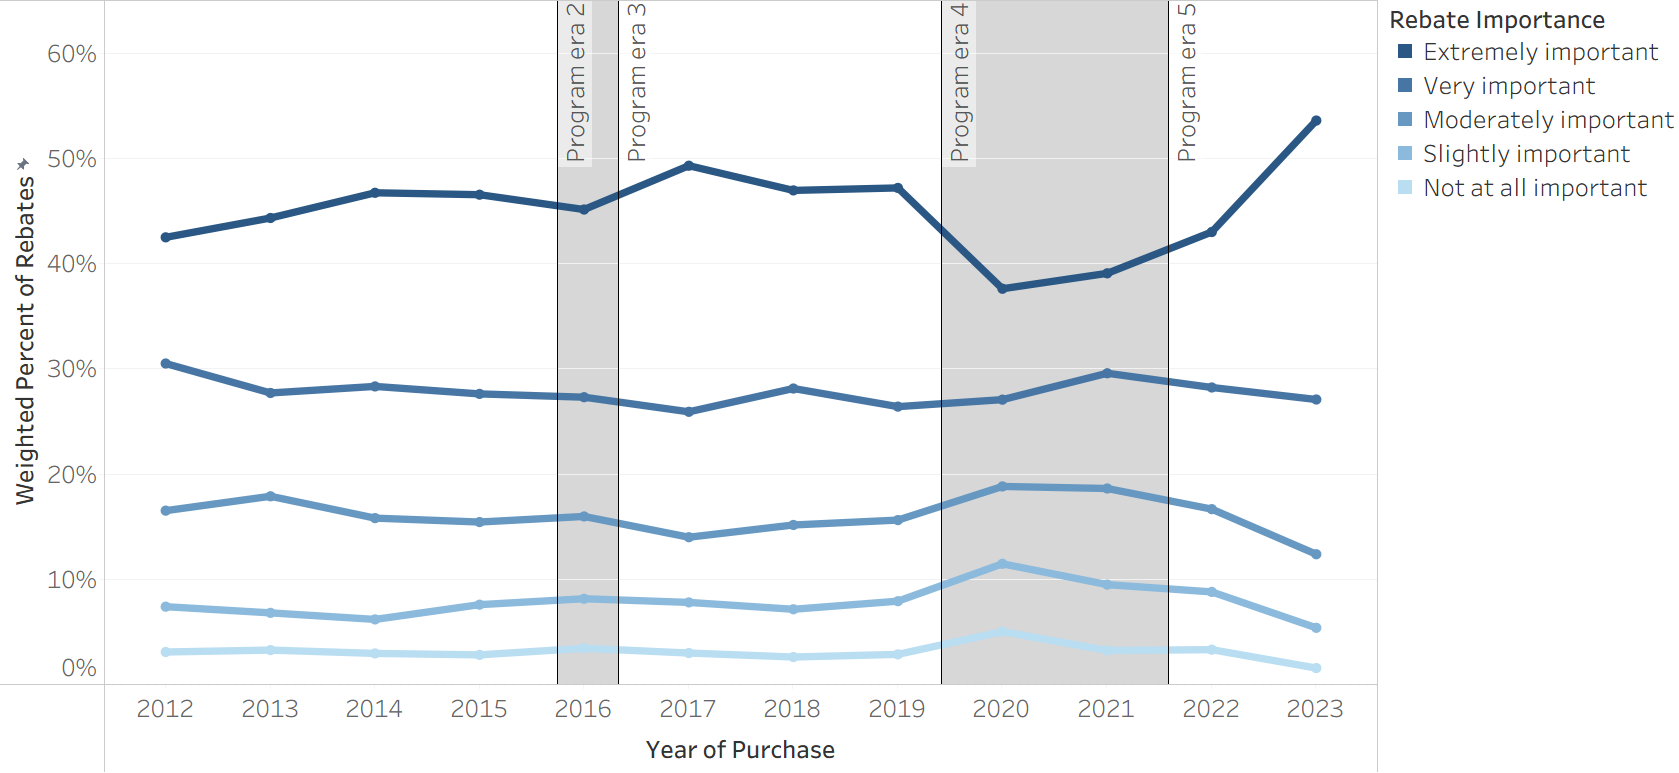 Program era 2
Program era 3
Program era 4
Program era 5
Rebate Importance
Extremely important
Very important
Moderately important
Slightly important
Not at all important
Weighted Percent of Rebates
60%
50%
40%
30%
20%
10%
0%
2012 2013 2014 2015 2016 2017 2018 2019 2020 2021 2022 2023
Year of Purchase